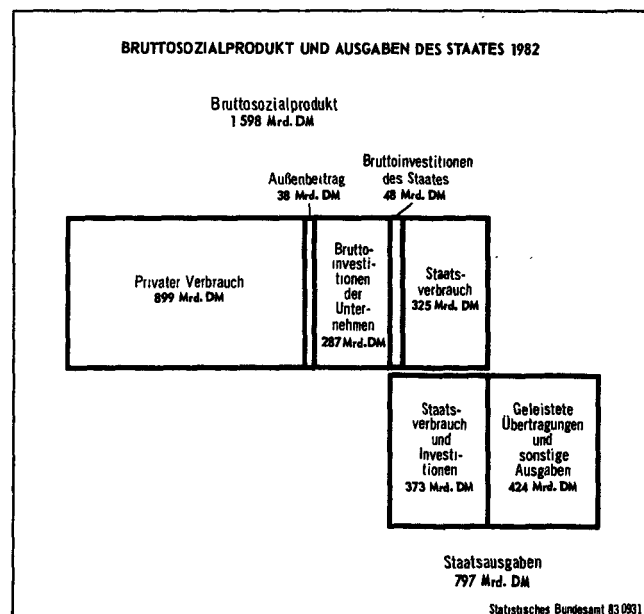 BRUTTOSOZIALPRODUKT UND AUSGABEN DES STAATES 1982
Bruttosozialprodukt
1 598 Mrd. DM
Außenbeitrag
38 Mrd. DM
Bruttoinvestitionen
des Staates
48 Mrd. DM
Privater Verbrauch
899 Mrd. DM
Brutto-
investi-
tionen
der
Unter-
nehmen
287 Mrd. DM
Staats-
verbrauch
325 Mrd. DM
Staats-
verbrauch
und
Investi-
tionen
373 Mrd. DM
Geleistete
Übertragungen
und
sonstige
Ausgaben
424 Mrd. DM
Staatsausgaben
797 Mrd. DM
Statistisches Bundesamt 83 0931